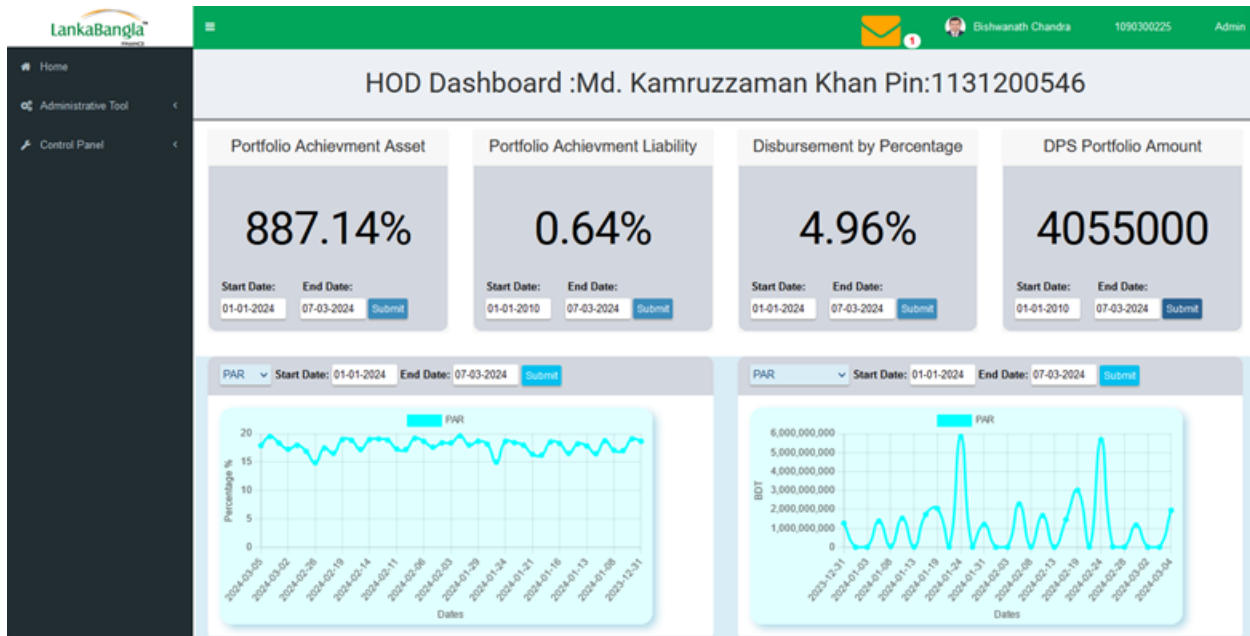 LankaBangla
FINANCE
1
Bishwanath Chandra
1090300225
Admin
Home
Administrative Tool
Control Panel
HOD Dashboard :Md. Kamruzzaman Khan Pin:1131200546
Portfolio Achievment Asset
887.14%
Start Date: End Date:
01-01-2024 07-03-2024 Submit
Portfolio Achievment Liability
0.64%
Start Date: End Date:
01-01-2010 07-03-2024 Submit
Disbursement by Percentage
4.96%
Start Date: End Date:
01-01-2024 07-03-2024 Submit
DPS Portfolio Amount
4055000
Start Date: End Date:
01-01-2010 07-03-2024 Submit
PAR Start Date: 01-01-2024 End Date: 07-03-2024 Submit
PAR
20
15
10
5
0
Percentage %
2024-03-05
2024-03-02
2024-02-26
2024-02-19
2024-02-14
2024-02-11
2024-02-06
2024-02-03
2024-01-29
2024-01-24
2024-01-21
2024-01-16
2024-01-13
2024-01-08
2023-12-31
Dates
PAR Start Date: 01-01-2024 End Date: 07-03-2024 Submit
PAR
6,000,000,000
5,000,000,000
4,000,000,000
3,000,000,000
2,000,000,000
1,000,000,000
0
BDT
2023-12-31
2024-01-03
2024-01-08
2024-01-13
2024-01-19
2024-01-24
2024-01-31
2024-02-03
2024-02-08
2024-02-13
2024-02-19
2024-02-24
2024-02-28
2024-03-02
2024-03-04
Dates